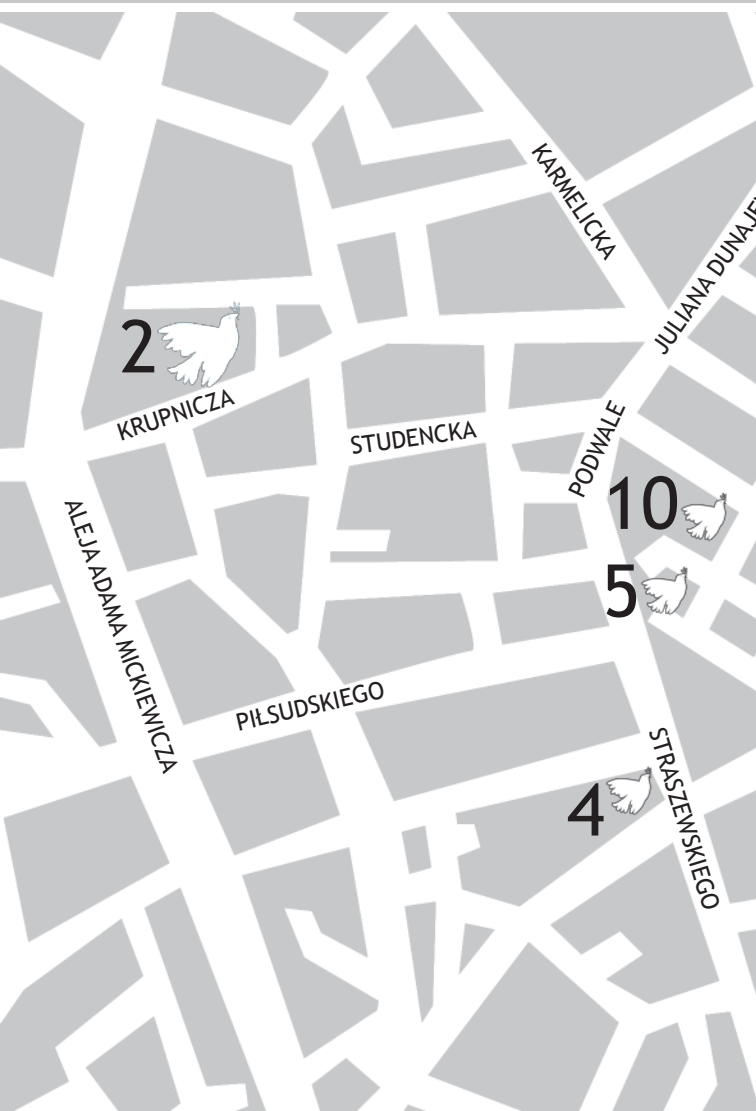 KARMELICKA
JULIANA DUNAJE
2
KRUPNICZA
STUDENCKA
PODWALE
10
ALEJA ADAMA MICKIEWICZA
5
PIŁSUDSKIEGO
STRASZEWSKIEGO
4